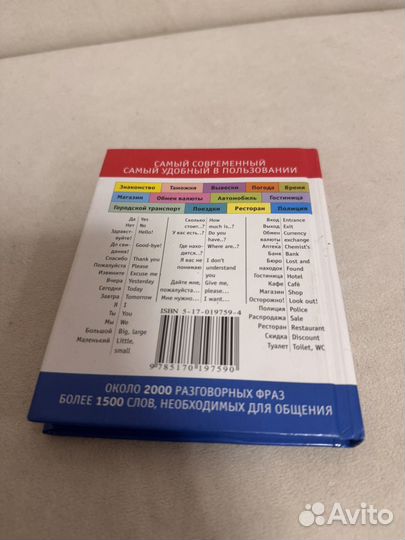 САМЫЙ СОВРЕМЕННЫЙ
САМЫЙ УДОБНЫЙ В ПОЛЬЗОВАНИИ
Знакомство Таможня Вывески Погода Время
Магазин Обмен валюты Автомобиль Гостиница
Городской транспорт Поездки Ресторан Полиция
Да Yes
Нет No
Здравст- Hello!
вуйте!
До сви- Good-bye!
дания!
Спасибо Thank you
Пожалуйста Please
Извините Excuse me
Вчера Yesterday
Сегодня Today
Завтра Tomorrow
Я I
Ты You
Мы We
Большой Big, large
Маленький Little,
small
Сколько How
стоит..? much is..?
У вас есть..? Do you
have..?
Где нахо- Where are..?
дится..?
Я вас не I don't
понимаю understand
you
Дайте мне, Give me,
пожалуйста... please...
Мне нужно... I want...
Вход Entrance
Выход Exit
Обмен Currency
валюты exchange
Аптека Chemist's
Банк Bank
Бюро Lost and
находок Found
Гостиница Hotel
Кафе Café
Магазин Shop
Осторожно! Look out!
Полиция Police
Распродажа Sale
Ресторан Restaurant
Скидка Discount
Туалет Toilet, WC
ISBN 5-17-019759-4
9 785170 197590
ОКОЛО 2000 РАЗГОВОРНЫХ ФРАЗ
БОЛЕЕ 1500 СЛОВ, НЕОБХОДИМЫХ ДЛЯ ОБЩЕНИЯ
Avito